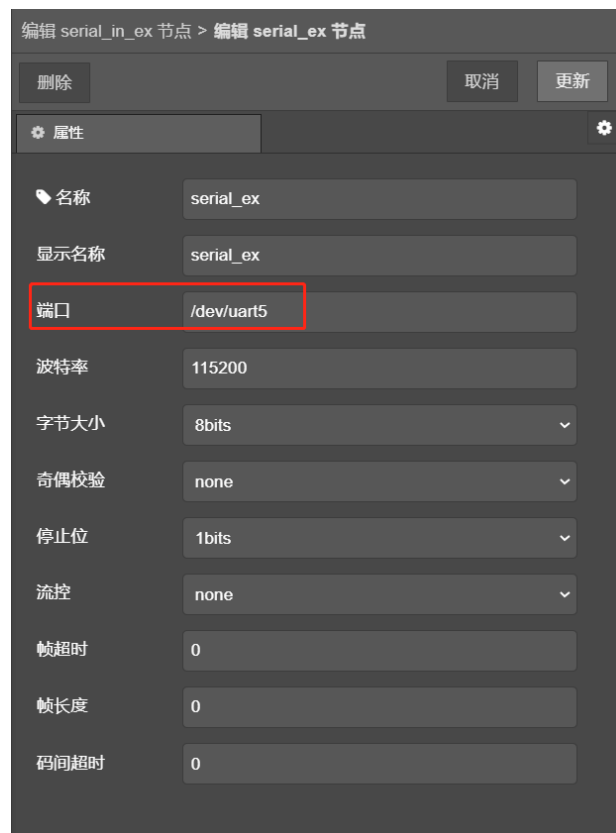 编辑 serial_in_ex 节点 > 编辑 serial_ex 节点
删除 取消 更新
属性
名称 serial_ex
显示名称 serial_ex
端口 /dev/uart5
波特率 115200
字节大小 8bits
奇偶校验 none
停止位 1bits
流控 none
帧超时 0
帧长度 0
码间超时 0